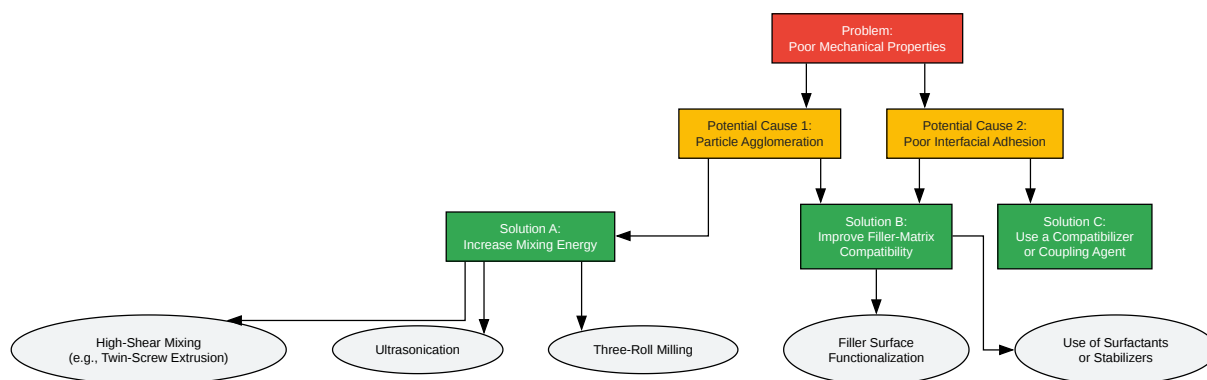 Problem:
Poor Mechanical Properties
Potential Cause 1:
Particle Agglomeration
Potential Cause 2:
Poor Interfacial Adhesion
Solution A:
Increase Mixing Energy
Solution B:
Improve Filler-Matrix
Compatibility
Solution C:
Use a Compatibilizer
or Coupling Agent
High-Shear Mixing
(e.g., Twin-Screw Extrusion)
Ultrasonication
Three-Roll Milling
Filler Surface
Functionalization
Use of Surfactants
or Stabilizers